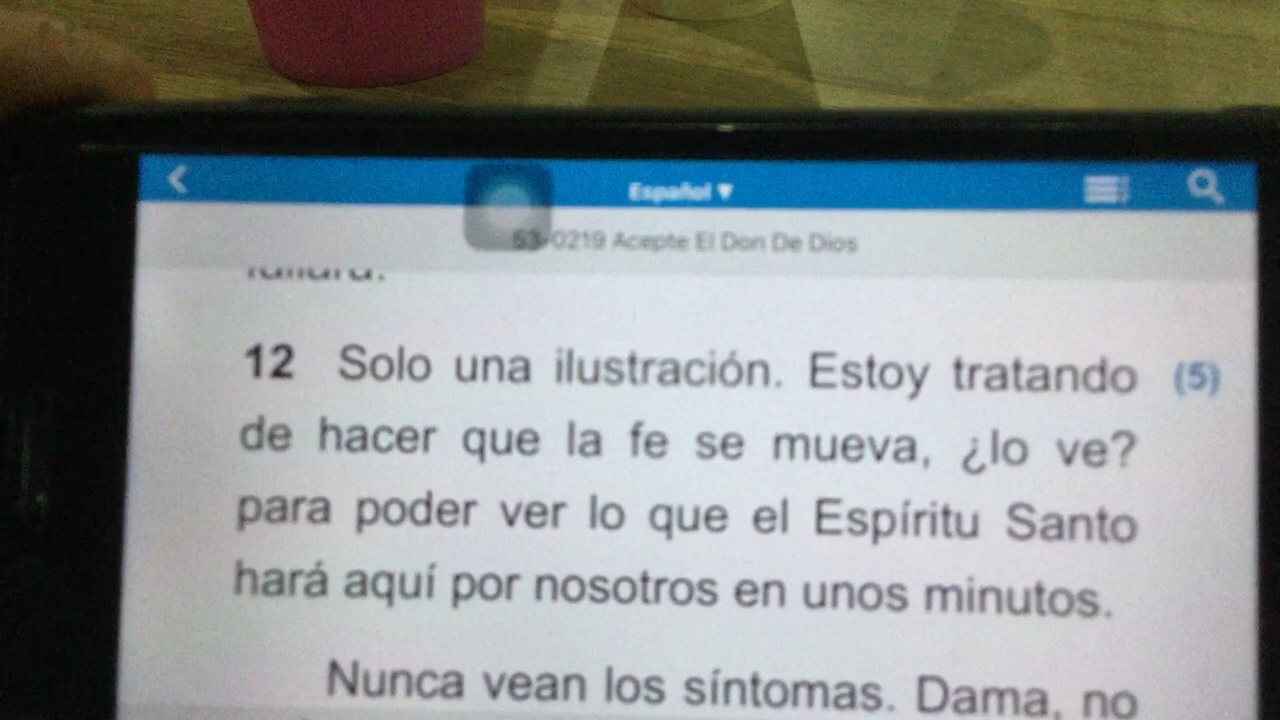 Español ▼
53-0219 Acepte El Don De Dios
12 Solo una ilustración. Estoy tratando (5)
de hacer que la fe se mueva, ¿lo ve?
para poder ver lo que el Espíritu Santo
hará aquí por nosotros en unos minutos.
Nunca vean los síntomas. Dama, no